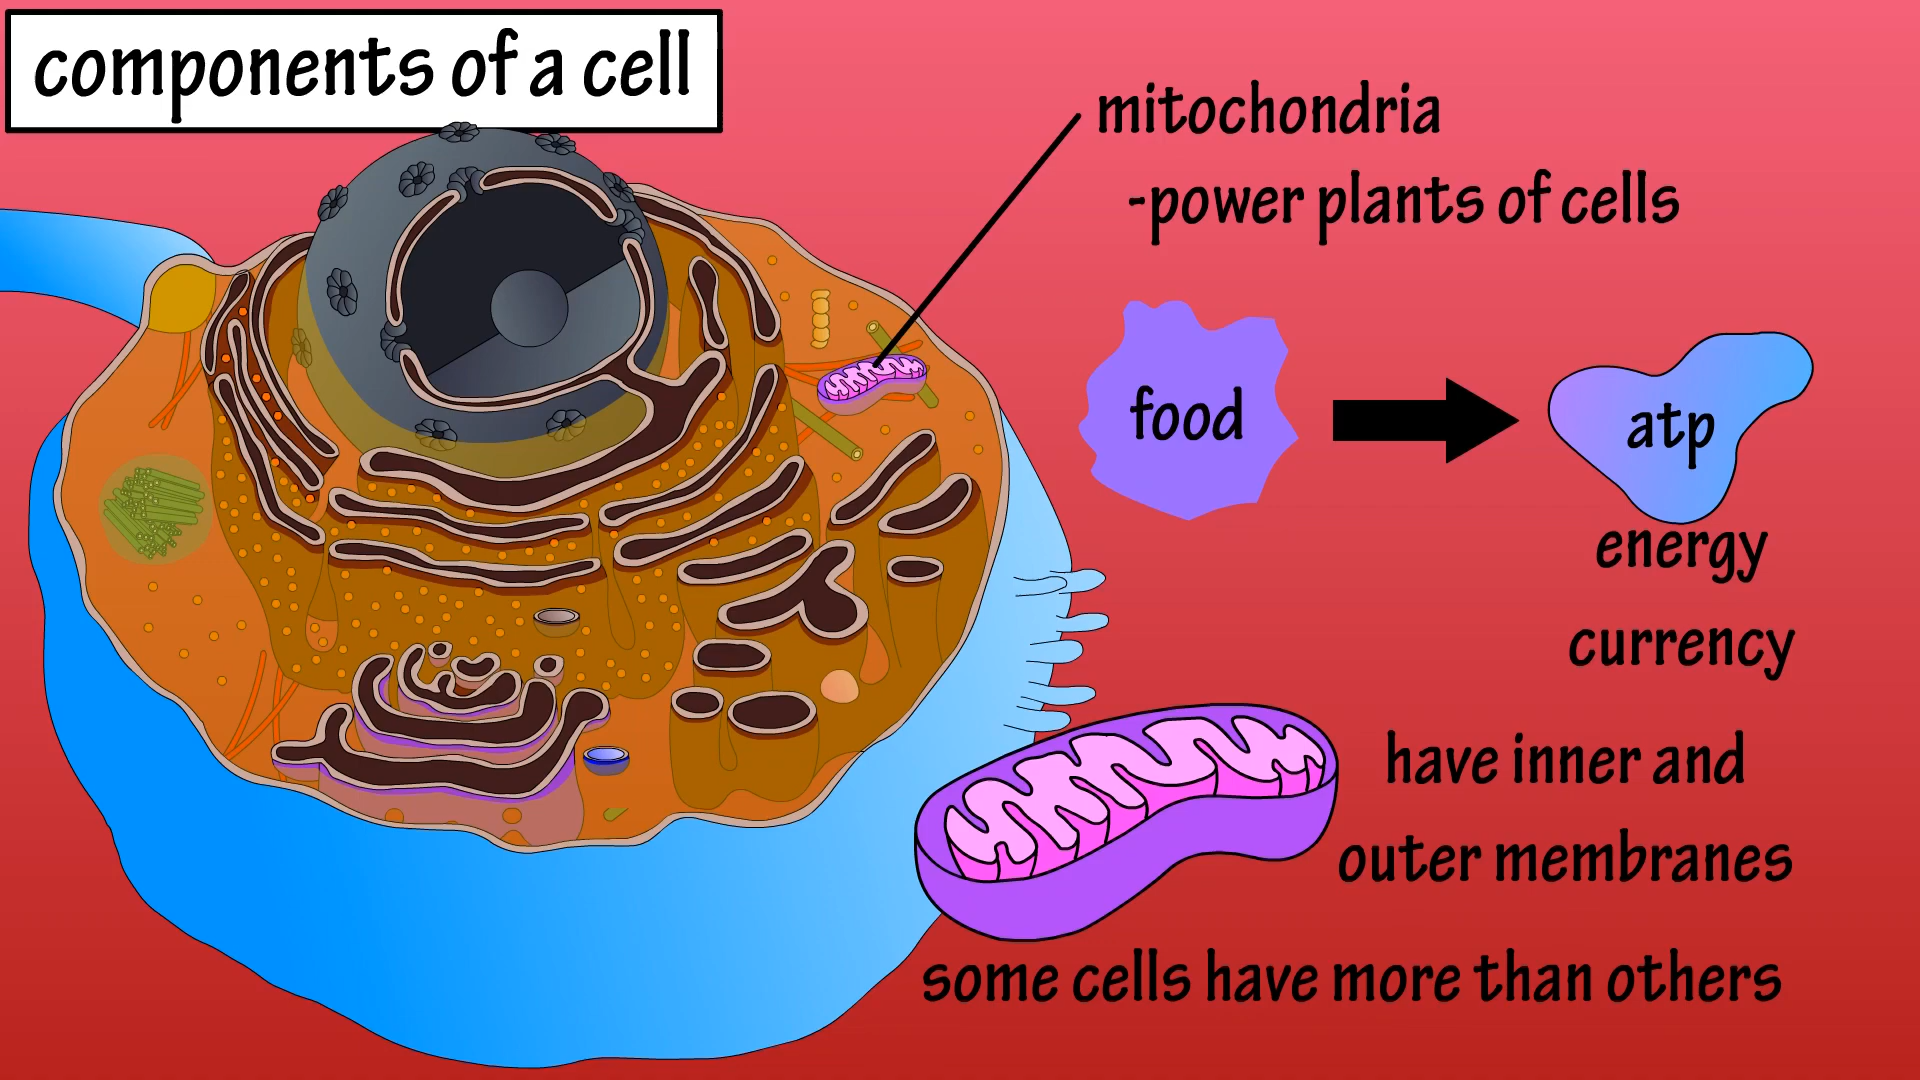 components of a cell
mitochondria
-power plants of cells
food
atp
energy
currency
have inner and
outer membranes
some cells have more than others